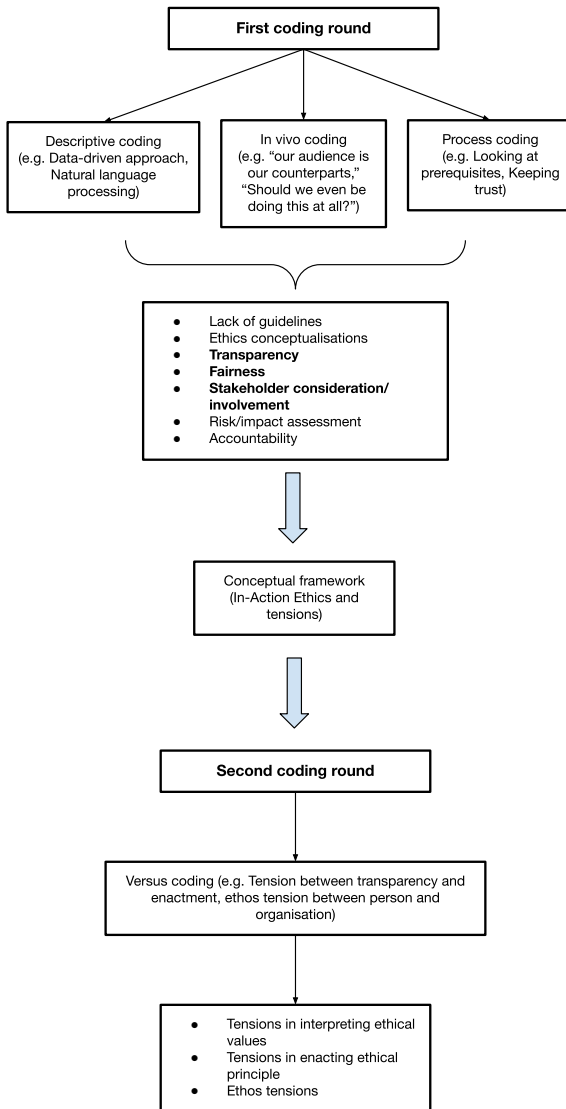 First coding round
Descriptive coding
(e.g. Data-driven approach,
Natural language
processing)
In vivo coding
(e.g. “our audience is
our counterparts,”
“Should we even be
doing this at all?”)
Process coding
(e.g. Looking at
prerequisites, Keeping
trust)
● Lack of guidelines
● Ethics conceptualisations
● Transparency
● Fairness
● Stakeholder consideration/
involvement
● Risk/impact assessment
● Accountability
Conceptual framework
(In-Action Ethics and
tensions)
Second coding round
Versus coding (e.g. Tension between transparency and
enactment, ethos tension between person and
organisation)
● Tensions in interpreting ethical
values
● Tensions in enacting ethical
principle
● Ethos tensions